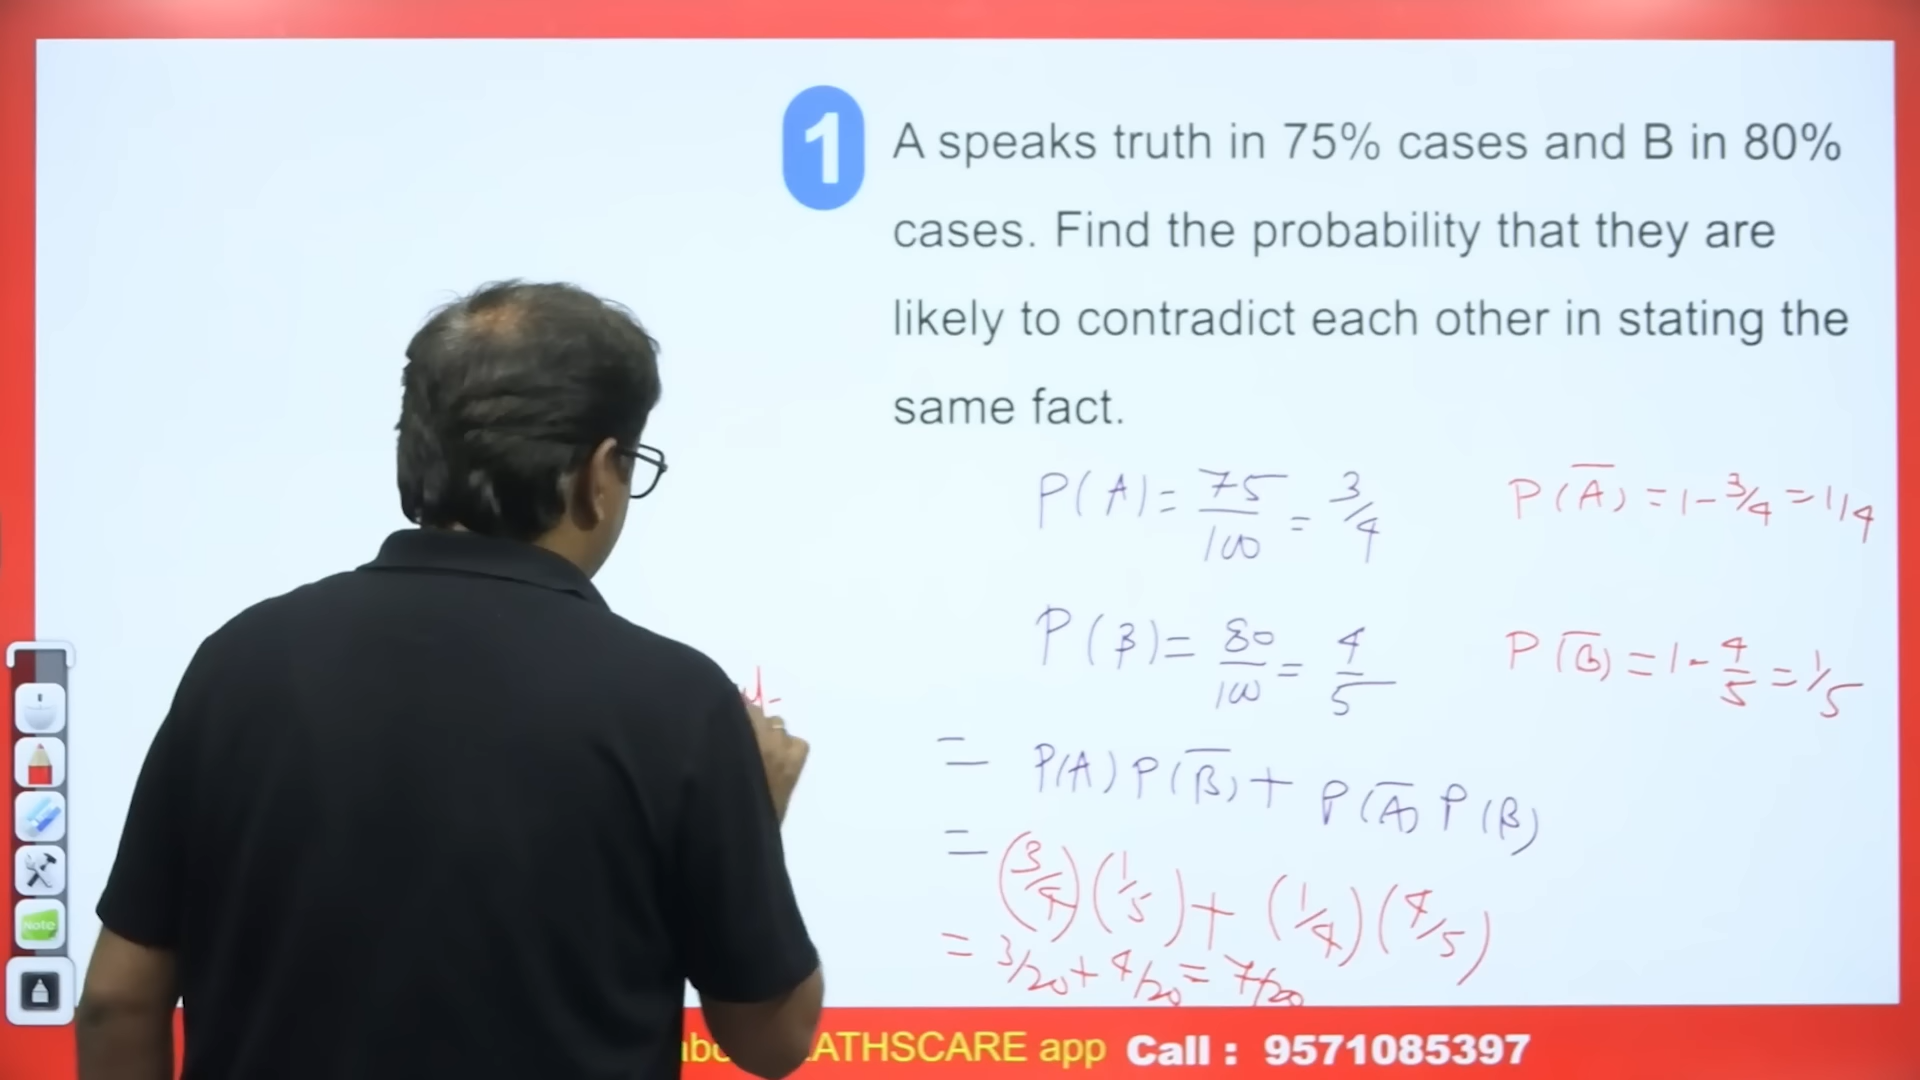 1
A speaks truth in 75% cases and B in 80%
cases. Find the probability that they are
likely to contradict each other in stating the
same fact.
P(A) = 75/100 = 3/4
P(A̅) = 1 - 3/4 = 1/4
P(B) = 80/100 = 4/5
P(B̅) = 1 - 4/5 = 1/5
= P(A) P(B̅) + P(A̅) P(B)
= (3/4)(1/5) + (1/4)(4/5)
= 3/20 + 4/20 = 7/20
Note
ATHSCARE app Call : 9571085397